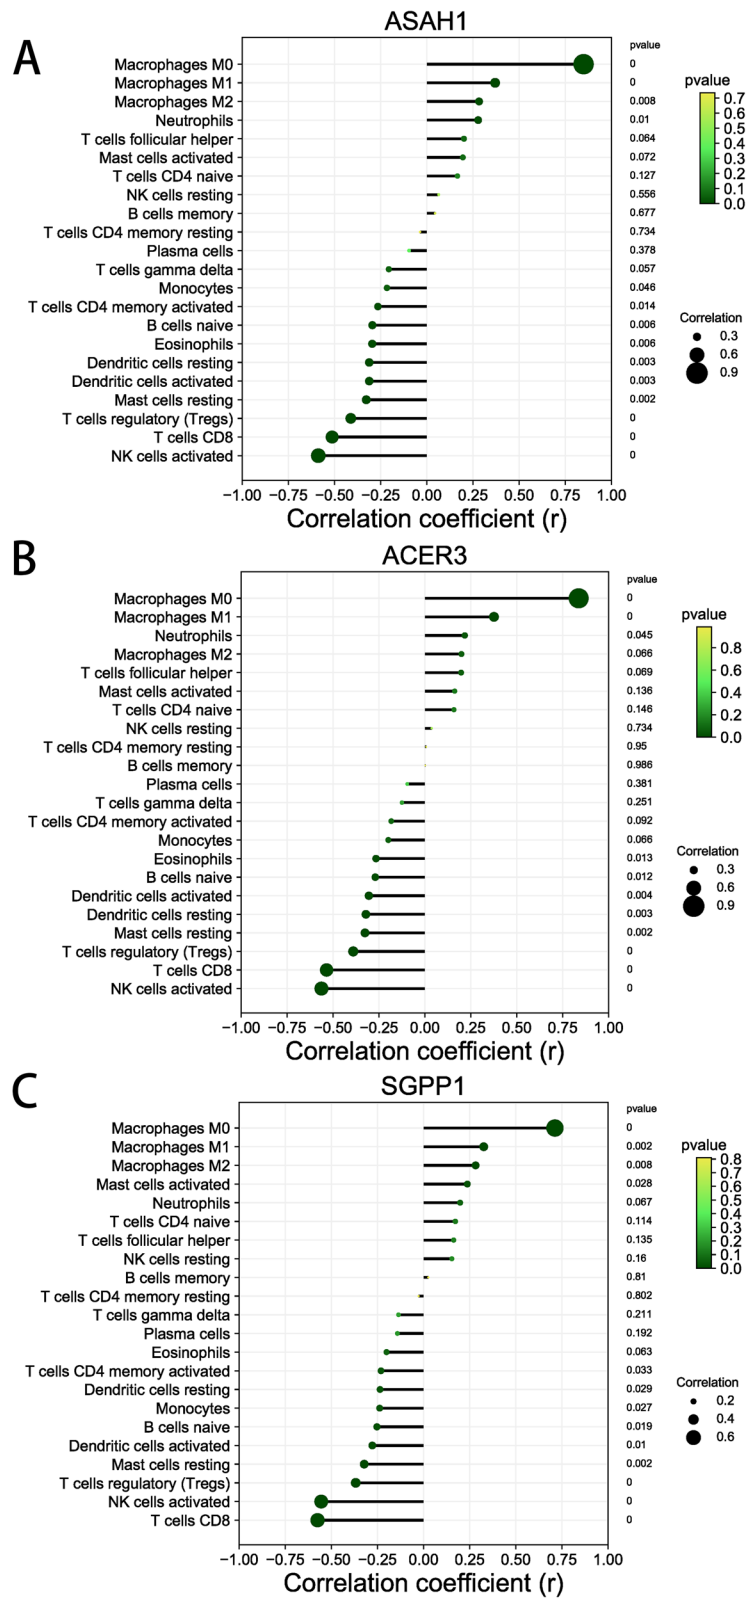 A
ASAH1
pvalue
Macrophages M0 0
Macrophages M1 0
Macrophages M2 0.008
Neutrophils 0.01
T cells follicular helper 0.064
Mast cells activated 0.072
T cells CD4 naive 0.127
NK cells resting 0.556
B cells memory 0.677
T cells CD4 memory resting 0.734
Plasma cells 0.378
T cells gamma delta 0.057
Monocytes 0.046
T cells CD4 memory activated 0.014
B cells naive 0.006
Eosinophils 0.006
Dendritic cells resting 0.003
Dendritic cells activated 0.003
Mast cells resting 0.002
T cells regulatory (Tregs) 0
T cells CD8 0
NK cells activated 0
−1.00 −0.75 −0.50 −0.25 0.00 0.25 0.50 0.75 1.00
Correlation coefficient (r)
pvalue
0.7
0.6
0.5
0.4
0.3
0.2
0.1
0.0
Correlation
0.3
0.6
0.9
B
ACER3
pvalue
Macrophages M0 0
Macrophages M1 0
Neutrophils 0.045
Macrophages M2 0.066
T cells follicular helper 0.069
Mast cells activated 0.136
T cells CD4 naive 0.146
NK cells resting 0.734
T cells CD4 memory resting 0.95
B cells memory 0.986
Plasma cells 0.381
T cells gamma delta 0.251
T cells CD4 memory activated 0.092
Monocytes 0.066
Eosinophils 0.013
B cells naive 0.012
Dendritic cells activated 0.004
Dendritic cells resting 0.003
Mast cells resting 0.002
T cells regulatory (Tregs) 0
T cells CD8 0
NK cells activated 0
−1.00 −0.75 −0.50 −0.25 0.00 0.25 0.50 0.75 1.00
Correlation coefficient (r)
pvalue
0.8
0.6
0.4
0.2
0.0
Correlation
0.3
0.6
0.9
C
SGPP1
pvalue
Macrophages M0 0
Macrophages M1 0.002
Macrophages M2 0.008
Mast cells activated 0.028
Neutrophils 0.067
T cells CD4 naive 0.114
T cells follicular helper 0.135
NK cells resting 0.16
B cells memory 0.81
T cells CD4 memory resting 0.802
T cells gamma delta 0.211
Plasma cells 0.192
Eosinophils 0.063
T cells CD4 memory activated 0.033
Dendritic cells resting 0.029
Monocytes 0.027
B cells naive 0.019
Dendritic cells activated 0.01
Mast cells resting 0.002
T cells regulatory (Tregs) 0
NK cells activated 0
T cells CD8 0
−1.00 −0.75 −0.50 −0.25 0.00 0.25 0.50 0.75 1.00
Correlation coefficient (r)
pvalue
0.8
0.7
0.6
0.5
0.4
0.3
0.2
0.1
0.0
Correlation
0.2
0.4
0.6